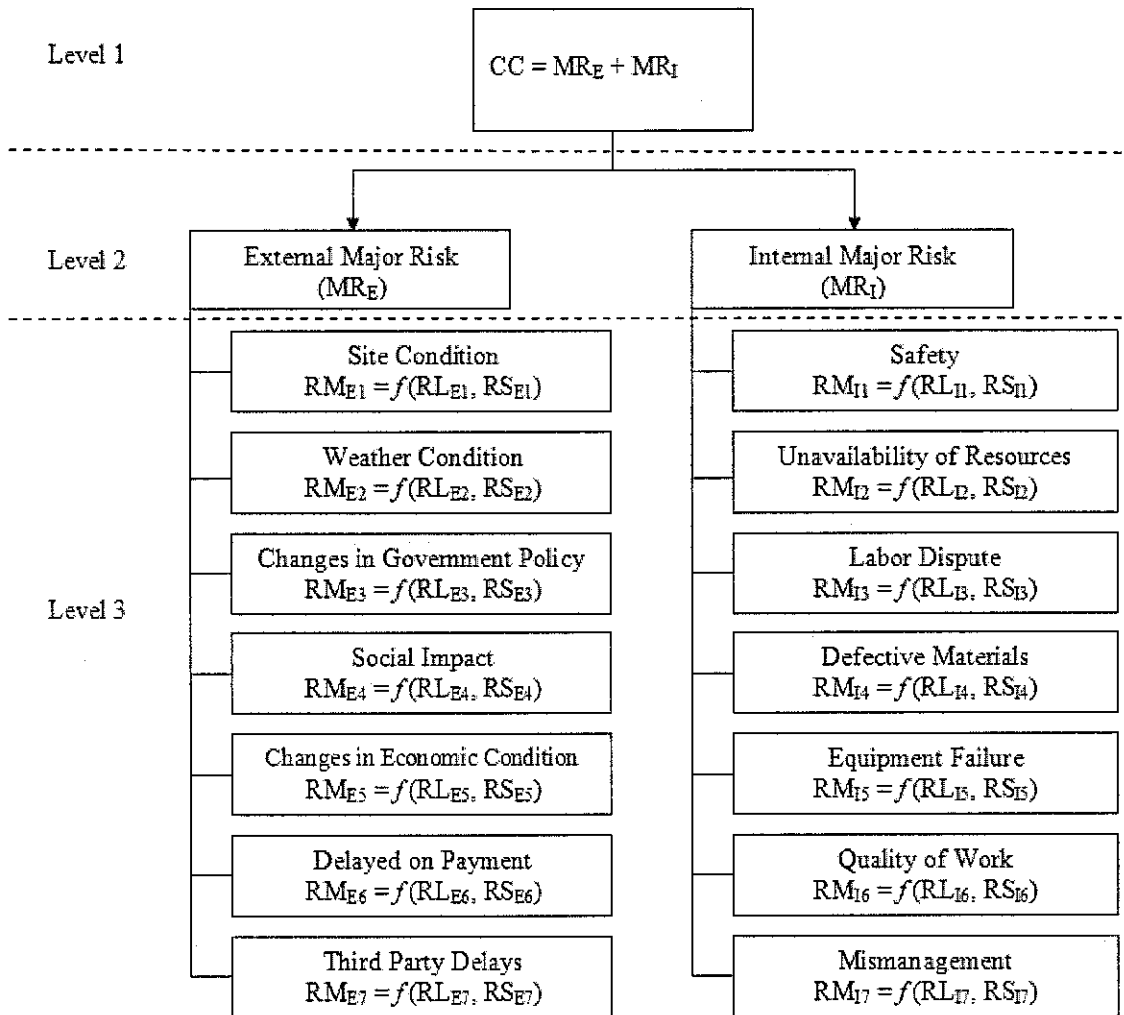 Level 1
CC = MR_E + MR_I
Level 2
External Major Risk
(MR_E)
Internal Major Risk
(MR_I)
Level 3
Site Condition
RM_E1 = f(RL_E1, RS_E1)
Weather Condition
RM_E2 = f(RL_E2, RS_E2)
Changes in Government Policy
RM_E3 = f(RL_E3, RS_E3)
Social Impact
RM_E4 = f(RL_E4, RS_E4)
Changes in Economic Condition
RM_E5 = f(RL_E5, RS_E5)
Delayed on Payment
RM_E6 = f(RL_E6, RS_E6)
Third Party Delays
RM_E7 = f(RL_E7, RS_E7)
Safety
RM_I1 = f(RL_I1, RS_I1)
Unavailability of Resources
RM_I2 = f(RL_I2, RS_I2)
Labor Dispute
RM_I3 = f(RL_I3, RS_I3)
Defective Materials
RM_I4 = f(RL_I4, RS_I4)
Equipment Failure
RM_I5 = f(RL_I5, RS_I5)
Quality of Work
RM_I6 = f(RL_I6, RS_I6)
Mismanagement
RM_I7 = f(RL_I7, RS_I7)